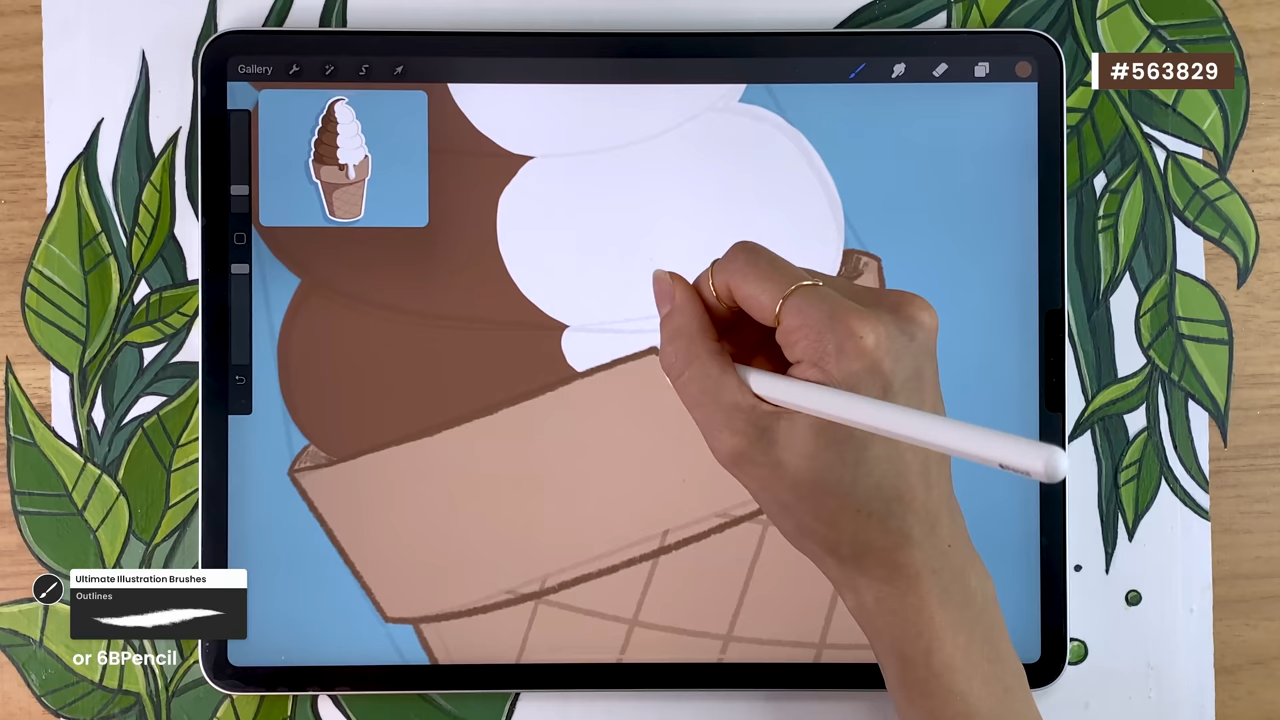 Gallery
#563829
Ultimate Illustration Brushes
Outlines
or 6BPencil